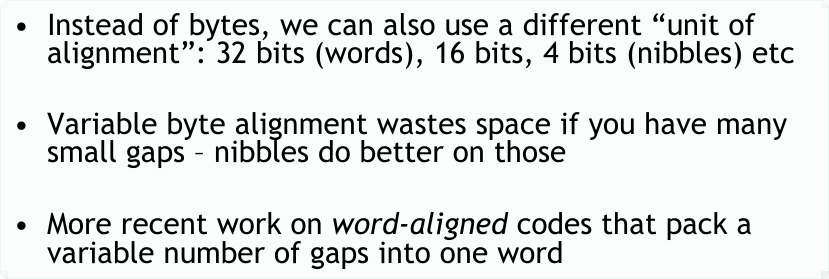 • Instead of bytes, we can also use a different “unit of
alignment”: 32 bits (words), 16 bits, 4 bits (nibbles) etc
• Variable byte alignment wastes space if you have many
small gaps – nibbles do better on those
• More recent work on word-aligned codes that pack a
variable number of gaps into one word